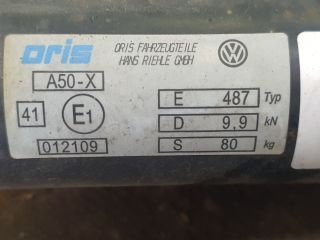 oris ORIS FAHRZEUGTEILE
HANS RIEHLE GMBH
A50-X
E 487 Typ
41 E1
D 9,9 kN
012109
S 80 kg